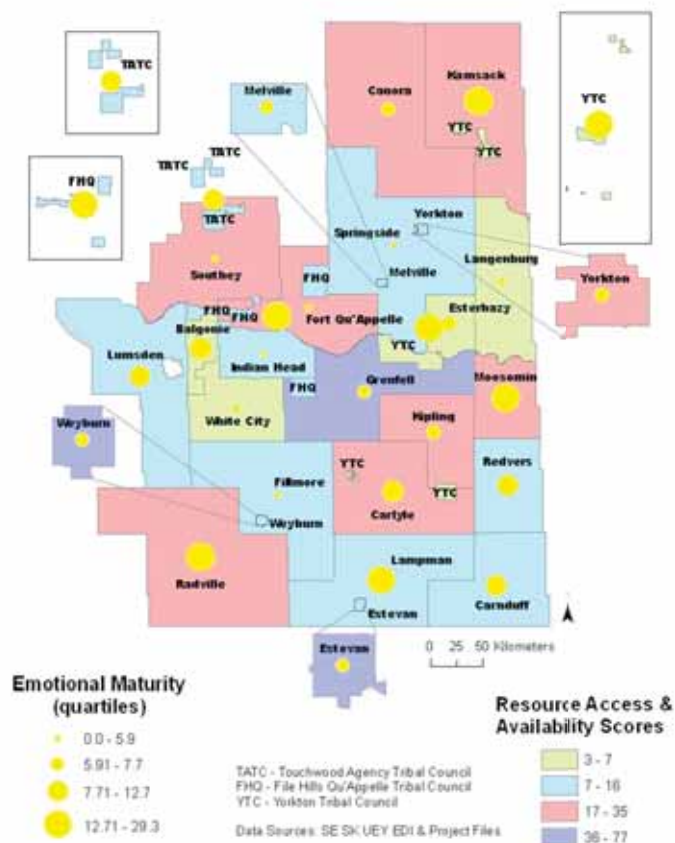 TATC
Melville
Canora
Kamsack
YTC
YTC
YTC
FHQ
TATC
TATC
TATC
Springside
Yorkton
Langenburg
Southey
FHQ
Melville
Yorkton
FHQ
FHQ
Fort Qu'Appelle
Esterhazy
Balgonie
YTC
Lumsden
Indian Head
FHQ
Grenfell
Moosomin
White City
Kipling
Weyburn
Redvers
Fillmore
YTC
YTC
Carlyle
Weyburn
Radville
Lampman
Estevan
Carnduff
Estevan
0 25 50 Kilometers
Emotional Maturity
(quartiles)
0.0 - 5.9
5.91 - 7.7
7.71 - 12.7
12.71 - 29.3
TATC - Touchwood Agency Tribal Council
FHQ - File Hills Qu'Appelle Tribal Council
YTC - Yorkton Tribal Council
Data Sources: SE SK UEY EDI & Project Files
Resource Access &
Availability Scores
3 - 7
7 - 16
17 - 35
36 - 77